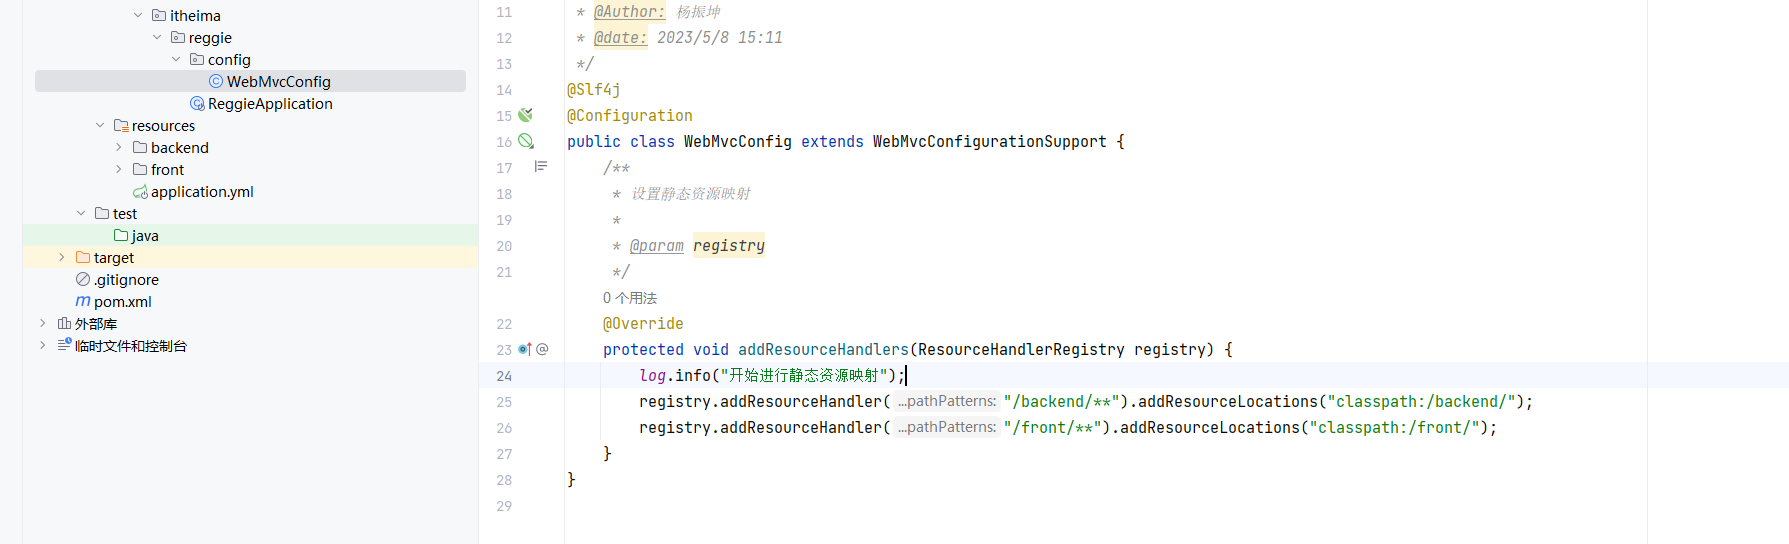 itheima
reggie
config
WebMvcConfig
ReggieApplication
resources
backend
front
application.yml
test
java
target
.gitignore
pom.xml
外部库
临时文件和控制台
11 * @Author: 杨振坤
12 * @date: 2023/5/8 15:11
13 */
14 @Slf4j
15 @Configuration
16 public class WebMvcConfig extends WebMvcConfigurationSupport {
17 /**
18 * 设置静态资源映射
19 *
20 * @param registry
21 */
0 个用法
22 @Override
23 protected void addResourceHandlers(ResourceHandlerRegistry registry) {
24 log.info("开始进行静态资源映射");
25 registry.addResourceHandler( ...pathPatterns: "/backend/**").addResourceLocations("classpath:/backend/");
26 registry.addResourceHandler( ...pathPatterns: "/front/**").addResourceLocations("classpath:/front/");
27 }
28 }
29